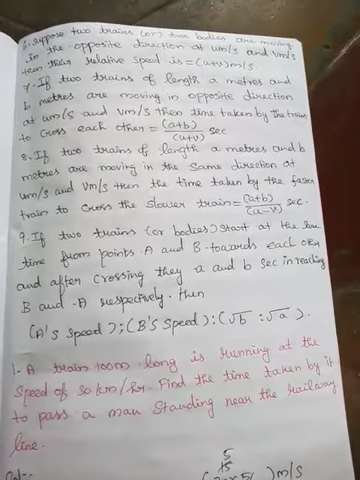 6. Suppose two trains (or) two bodies are moving
in the opposite direction at um/s and vm/s
then their relative speed is = (u+v)m/s.
7. If two trains of length a metres and
b metres are moving in opposite direction
at um/s and vm/s then time taken by the trains
to cross each other = (a+b)/(u+v) sec
8. If two trains of length a metres and b
metres are moving in the same direction at
um/s and vm/s then the time taken by the faster
train to cross the slower train = (a+b)/(u-v) sec.
9. If two trains (or bodies) start at the same
time from points A and B towards each other
and after crossing they a and b sec in reaching
B and A respectively. then
(A's speed) : (B's speed) : (√b : √a).
1- A train 100m long is running at the
speed of 30 km/hr. Find the time taken by it
to pass a man standing near the railway
line.
5
15
m/s